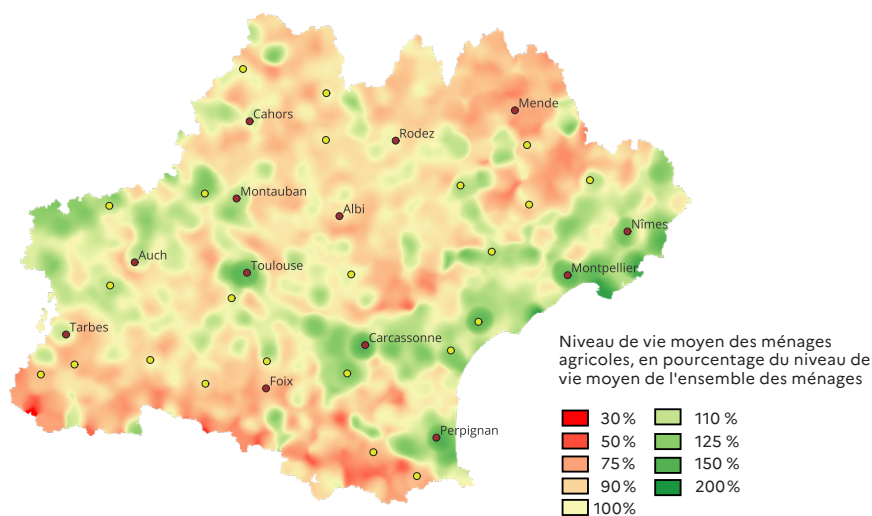 Cahors
Mende
Rodez
Montauban
Albi
Nîmes
Auch
Toulouse
Montpellier
Tarbes
Carcassonne
Foix
Perpignan
Niveau de vie moyen des ménages
agricoles, en pourcentage du niveau de
vie moyen de l'ensemble des ménages
30 % 110 %
50 % 125 %
75 % 150 %
90 % 200%
100%